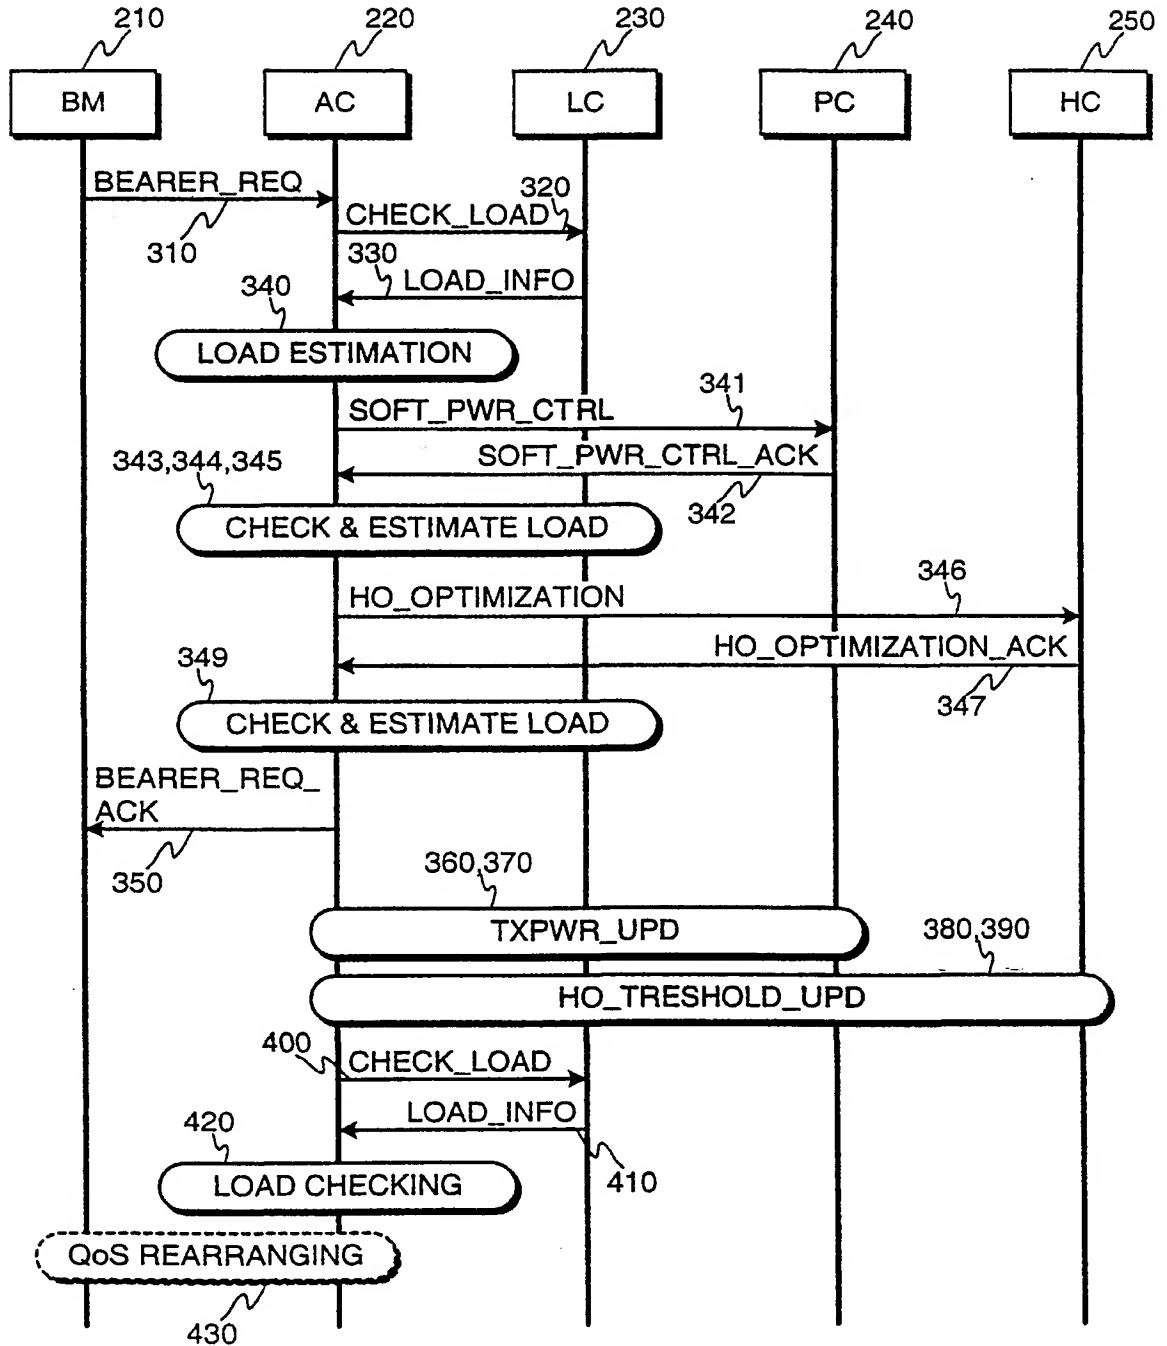 210
220
230
240
250
BM
AC
LC
PC
HC
BEARER_REQ
320
CHECK_LOAD
310
330
LOAD_INFO
340
LOAD ESTIMATION
341
SOFT_PWR_CTRL
343,344,345
SOFT_PWR_CTRL_ACK
342
CHECK & ESTIMATE LOAD
346
HO_OPTIMIZATION
HO_OPTIMIZATION_ACK
349
347
CHECK & ESTIMATE LOAD
BEARER_REQ_
ACK
350
360,370
TXPWR_UPD
380,390
HO_TRESHOLD_UPD
400
CHECK_LOAD
LOAD_INFO
420
410
LOAD CHECKING
QoS REARRANGING
430